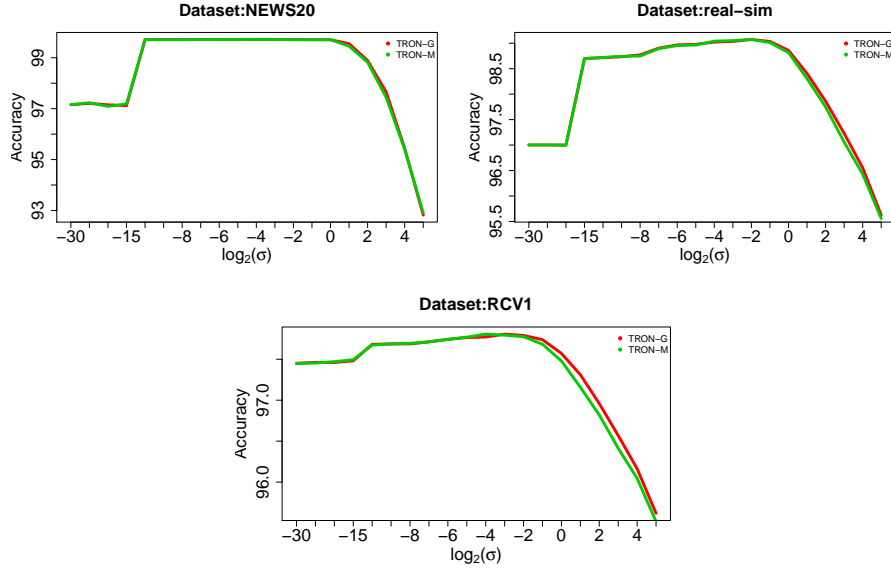 Dataset:NEWS20
Accuracy
99
97
95
93
TRON-G
TRON-M
-30 -15 -8 -6 -4 -2 0 2 4
log2(σ)
Dataset:real-sim
Accuracy
98.5
97.5
96.5
95.5
TRON-G
TRON-M
-30 -15 -8 -6 -4 -2 0 2 4
log2(σ)
Dataset:RCV1
Accuracy
97.0
96.0
TRON-G
TRON-M
-30 -15 -8 -6 -4 -2 0 2 4
log2(σ)